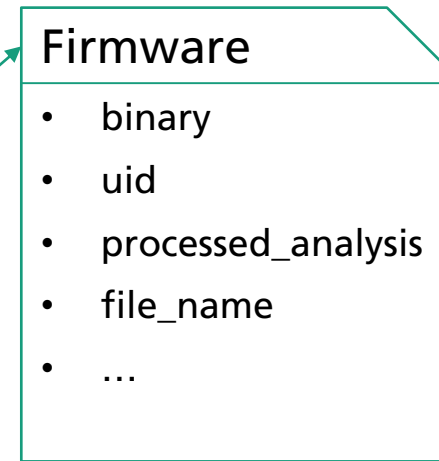 Firmware
• binary
• uid
• processed_analysis
• file_name
• …